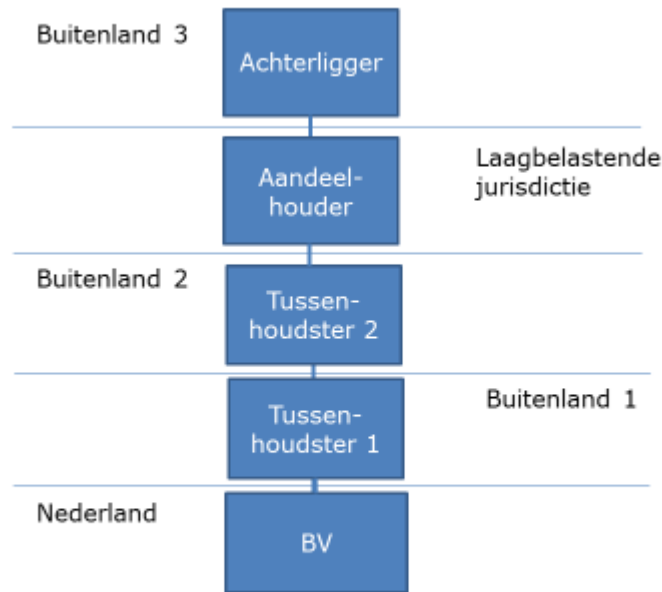 Buitenland 3
Achterligger
Aandeel-
houder
Laagbelastende
jurisdictie
Buitenland 2
Tussen-
houdster 2
Tussen-
houdster 1
Buitenland 1
Nederland
BV